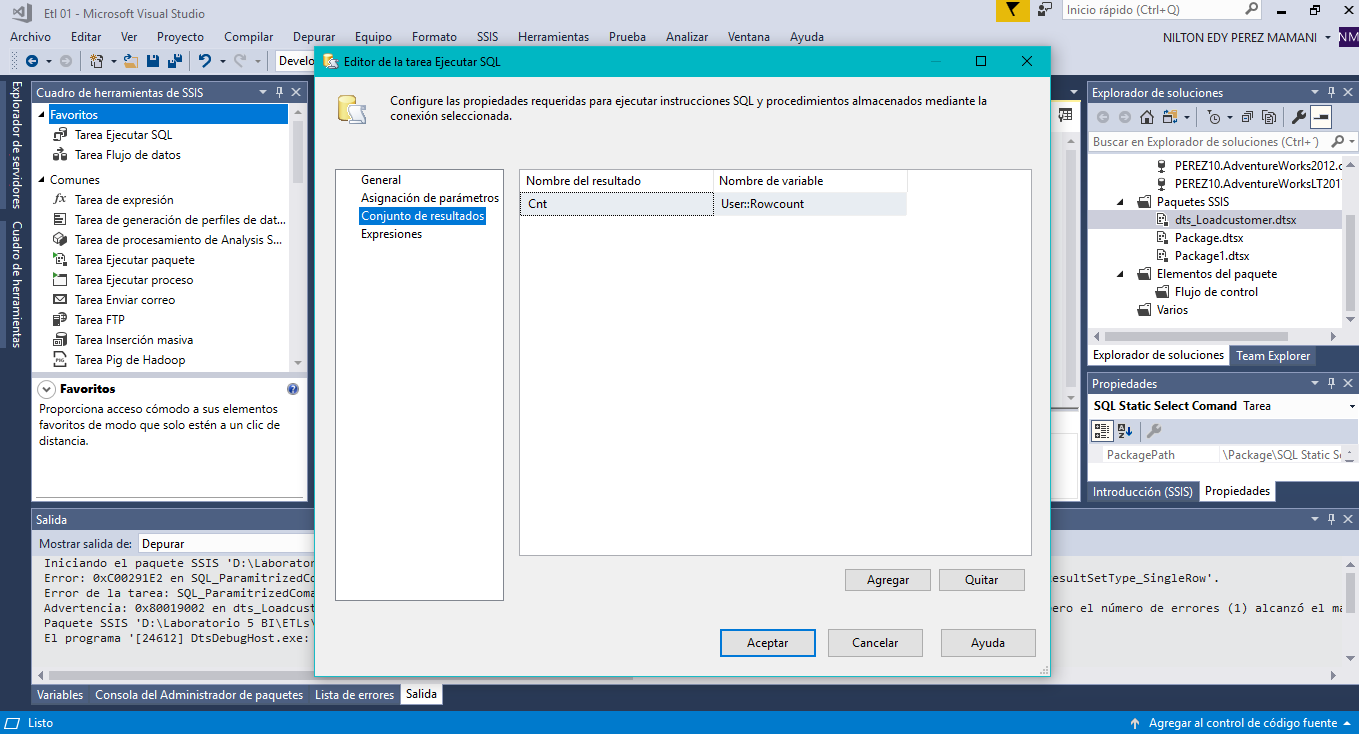 Etl 01 - Microsoft Visual Studio
Inicio rápido (Ctrl+Q)
Archivo Editar Ver Proyecto Compilar Depurar Equipo Formato SSIS Herramientas Prueba Analizar Ventana Ayuda
NILTON EDY PEREZ MAMANI NM
Develo
Explorador de servidores
Cuadro de herramientas
Cuadro de herramientas de SSIS
Favoritos
Tarea Ejecutar SQL
Tarea Flujo de datos
Comunes
Tarea de expresión
Tarea de generación de perfiles de dat...
Tarea de procesamiento de Analysis S...
Tarea Ejecutar paquete
Tarea Ejecutar proceso
Tarea Enviar correo
Tarea FTP
Tarea Inserción masiva
Tarea Pig de Hadoop
Favoritos
Proporciona acceso cómodo a sus elementos
favoritos de modo que solo estén a un clic de
distancia.
Editor de la tarea Ejecutar SQL
Configure las propiedades requeridas para ejecutar instrucciones SQL y procedimientos almacenados mediante la
conexión seleccionada.
General
Asignación de parámetros
Conjunto de resultados
Expresiones
Nombre del resultado Nombre de variable
Cnt User::Rowcount
Agregar Quitar
Aceptar Cancelar Ayuda
Explorador de soluciones
Buscar en Explorador de soluciones (Ctrl+´)
PEREZ10.AdventureWorks2012.c
PEREZ10.AdventureWorksLT201
Paquetes SSIS
dts_Loadcustomer.dtsx
Package.dtsx
Package1.dtsx
Elementos del paquete
Flujo de control
Varios
Explorador de soluciones Team Explorer
Propiedades
SQL Static Select Comand Tarea
PackagePath \Package\SQL Static Se
Introducción (SSIS) Propiedades
Salida
Mostrar salida de: Depurar
Iniciando el paquete SSIS 'D:\Laborator
Error: 0xC00291E2 en SQL_ParamitrizedCo esultSetType_SingleRow'.
Error de la tarea: SQL_ParamitrizedComa
Advertencia: 0x80019002 en dts_Loadcust ero el número de errores (1) alcanzó el má
Paquete SSIS 'D:\Laboratorio 5 BI\ETLs\
El programa '[24612] DtsDebugHost.exe:
Variables Consola del Administrador de paquetes Lista de errores Salida
Listo
Agregar al control de código fuente